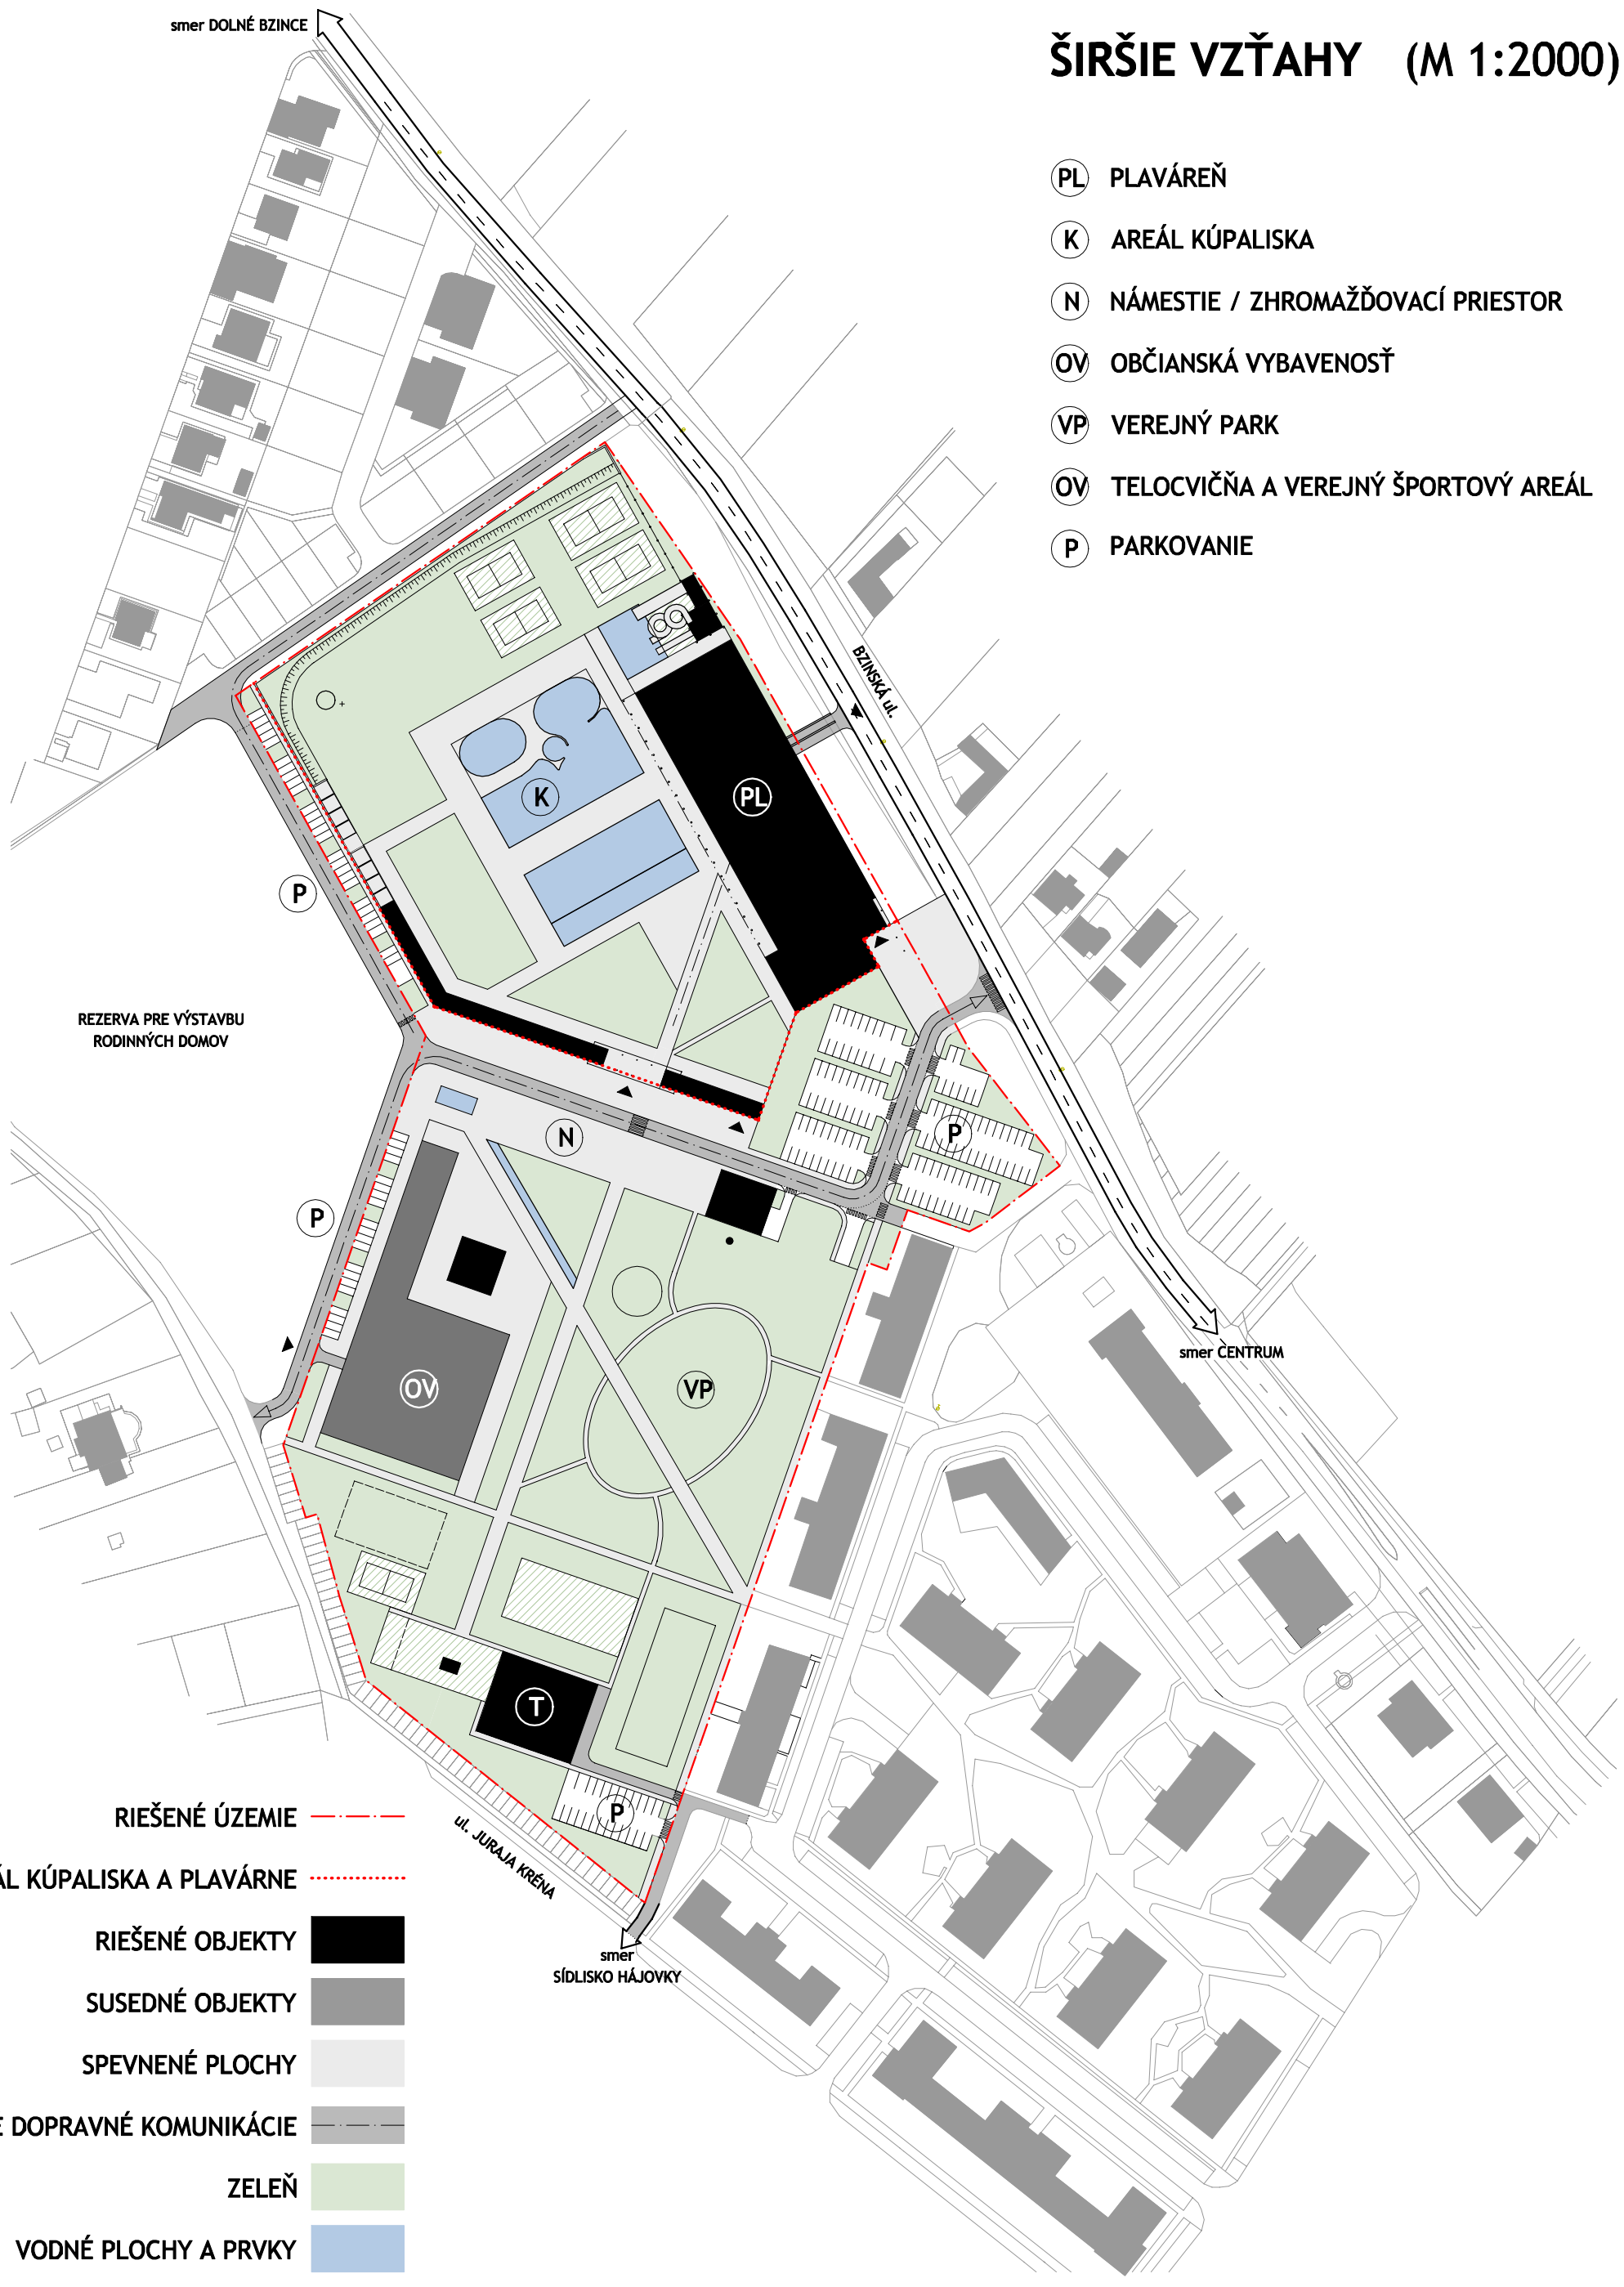 smer DOLNÉ BZINCE
ŠIRŠIE VZŤAHY (M 1:2000)
PL PLAVÁREŇ
K AREÁL KÚPALISKA
N NÁMESTIE / ZHROMAŽĎOVACÍ PRIESTOR
OV OBČIANSKÁ VYBAVENOSŤ
VP VEREJNÝ PARK
OV TELOCVIČŇA A VEREJNÝ ŠPORTOVÝ AREÁL
P PARKOVANIE
BZINSKÁ ul.
K
PL
P
REZERVA PRE VÝSTAVBU
RODINNÝCH DOMOV
N
P
P
smer CENTRUM
OV
VP
T
P
ul. JURAJA KRÉNA
smer
SÍDLISKO HÁJOVKY
RIEŠENÉ ÚZEMIE
ÁL KÚPALISKA A PLAVÁRNE
RIEŠENÉ OBJEKTY
SUSEDNÉ OBJEKTY
SPEVNENÉ PLOCHY
E DOPRAVNÉ KOMUNIKÁCIE
ZELEŇ
VODNÉ PLOCHY A PRVKY